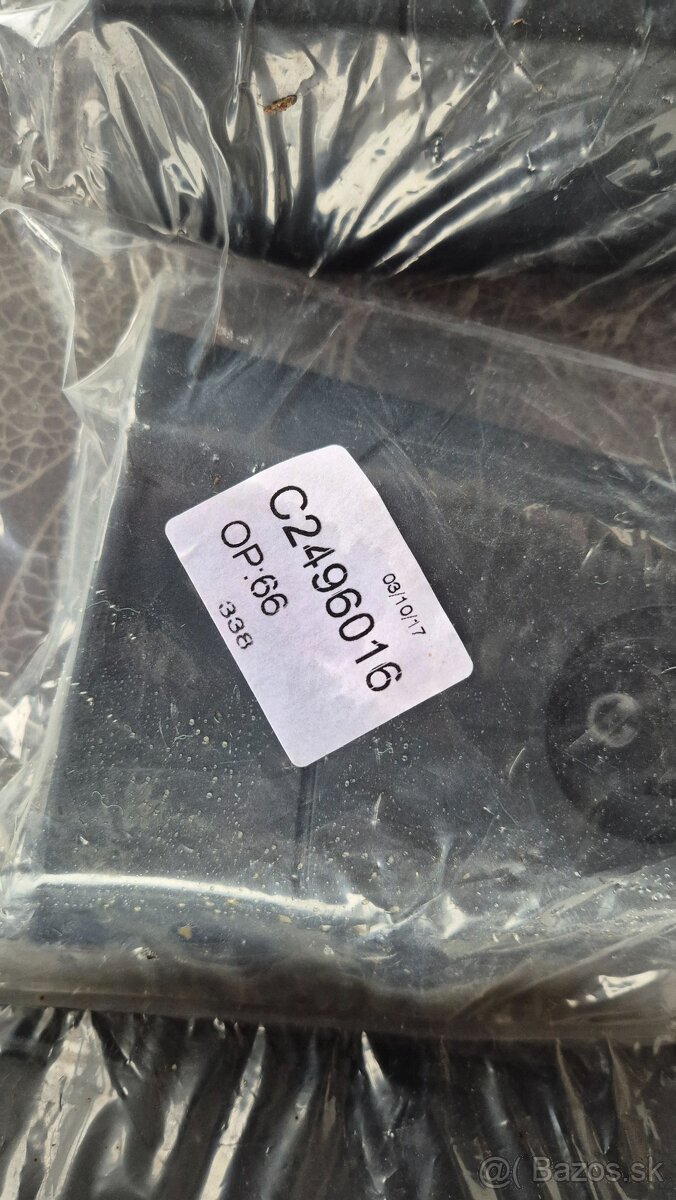 03/10/17
C2496016
OP:66
338
@( Bazos.sk